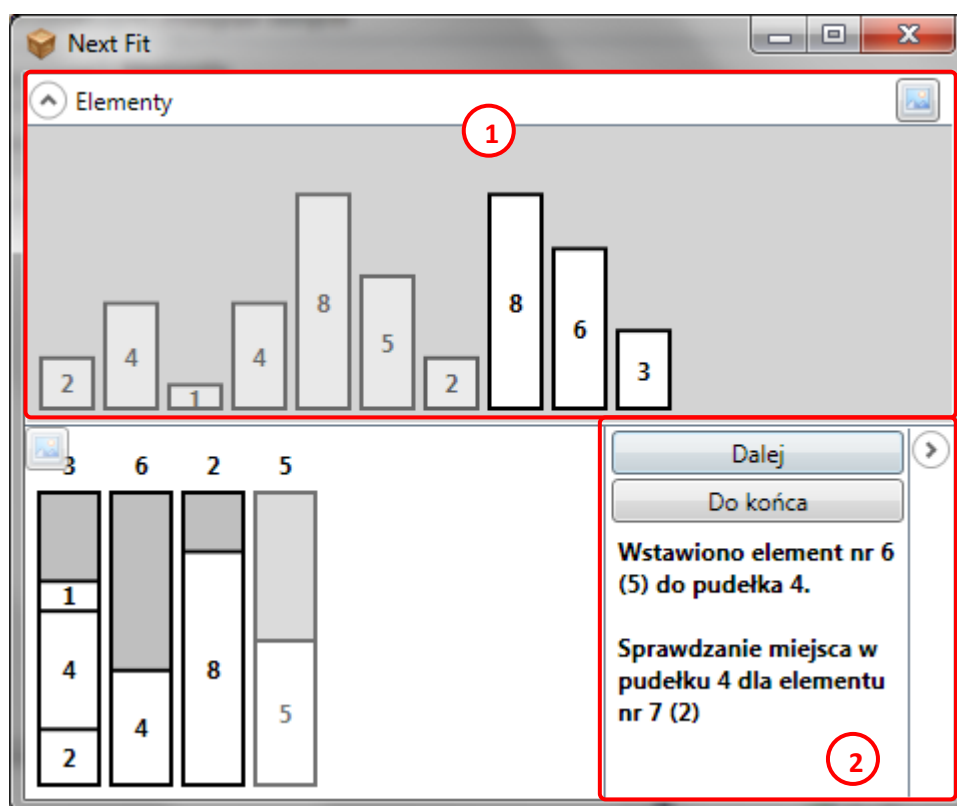 Next Fit
Elementy
1
2 4 1 4 8 5 2 8 6 3
3 6 2 5
1
4
2
4
8
5
Dalej
Do końca
Wstawiono element nr 6
(5) do pudełka 4.
Sprawdzanie miejsca w
pudełku 4 dla elementu
nr 7 (2)
2